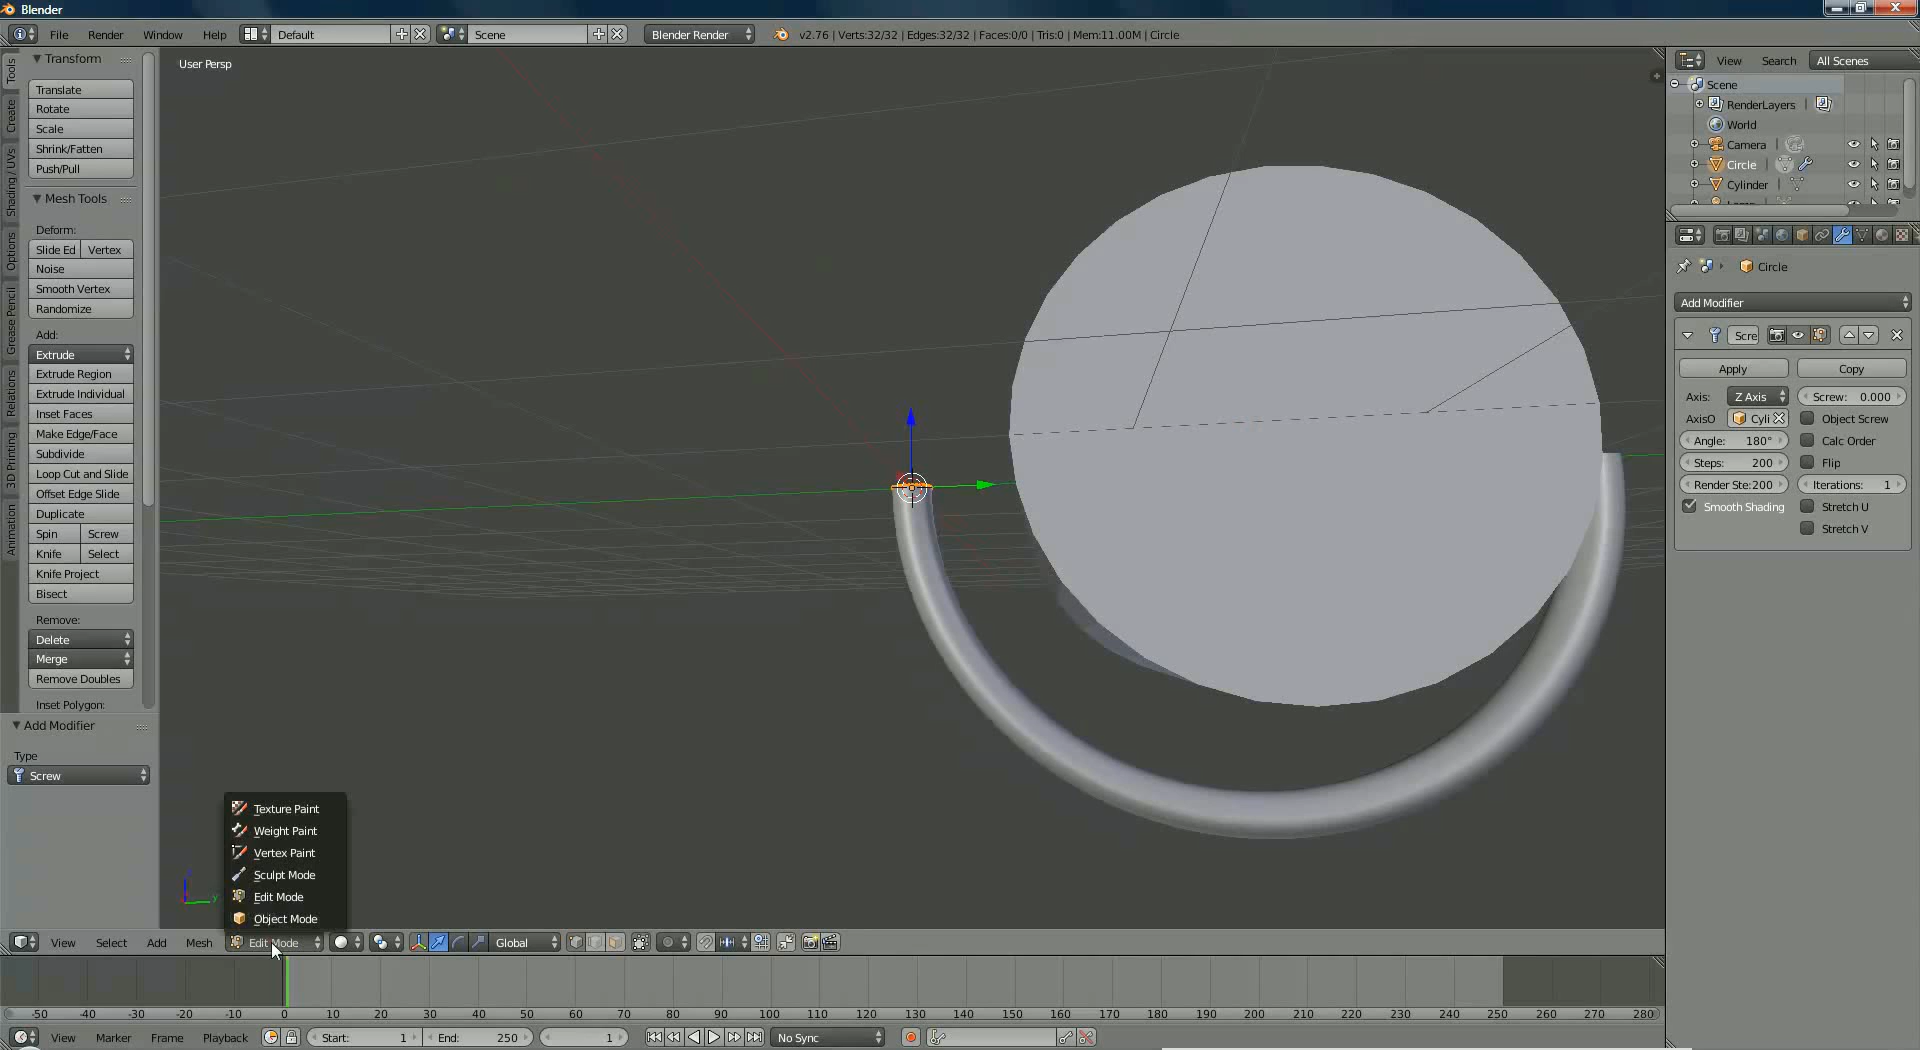 Blender
File Render Window Help Default Scene Blender Render v2.76 | Verts:32/32 | Edges:32/32 | Faces:0/0 | Tris:0 | Mem:11.00M | Circle
Tools
Create
Shading / UVs
Options
Grease Pencil
Relations
3D Printing
Animation
Transform
Translate
Rotate
Scale
Shrink/Fatten
Push/Pull
Mesh Tools
Deform:
Slide Ed Vertex
Noise
Smooth Vertex
Randomize
Add:
Extrude
Extrude Region
Extrude Individual
Inset Faces
Make Edge/Face
Subdivide
Loop Cut and Slide
Offset Edge Slide
Duplicate
Spin Screw
Knife Select
Knife Project
Bisect
Remove:
Delete
Merge
Remove Doubles
Inset Polygon:
Add Modifier
Type
Screw
User Persp
y
Texture Paint
Weight Paint
Vertex Paint
Sculpt Mode
Edit Mode
Object Mode
View Select Add Mesh Edit Mode Global
View Search All Scenes
Scene
RenderLayers
World
Camera
Circle
Cylinder
Circle
Add Modifier
Scre
Apply Copy
Axis: Z Axis Screw: 0.000
AxisO Cyli Object Screw
Angle: 180° Calc Order
Steps: 200 Flip
Render Ste:200 Iterations: 1
Smooth Shading Stretch U
Stretch V
-50 -40 -30 -20 -10 0 10 20 30 40 50 60 70 80 90 100 110 120 130 140 150 160 170 180 190 200 210 220 230 240 250 260 270 280
View Marker Frame Playback Start: 1 End: 250 1 No Sync